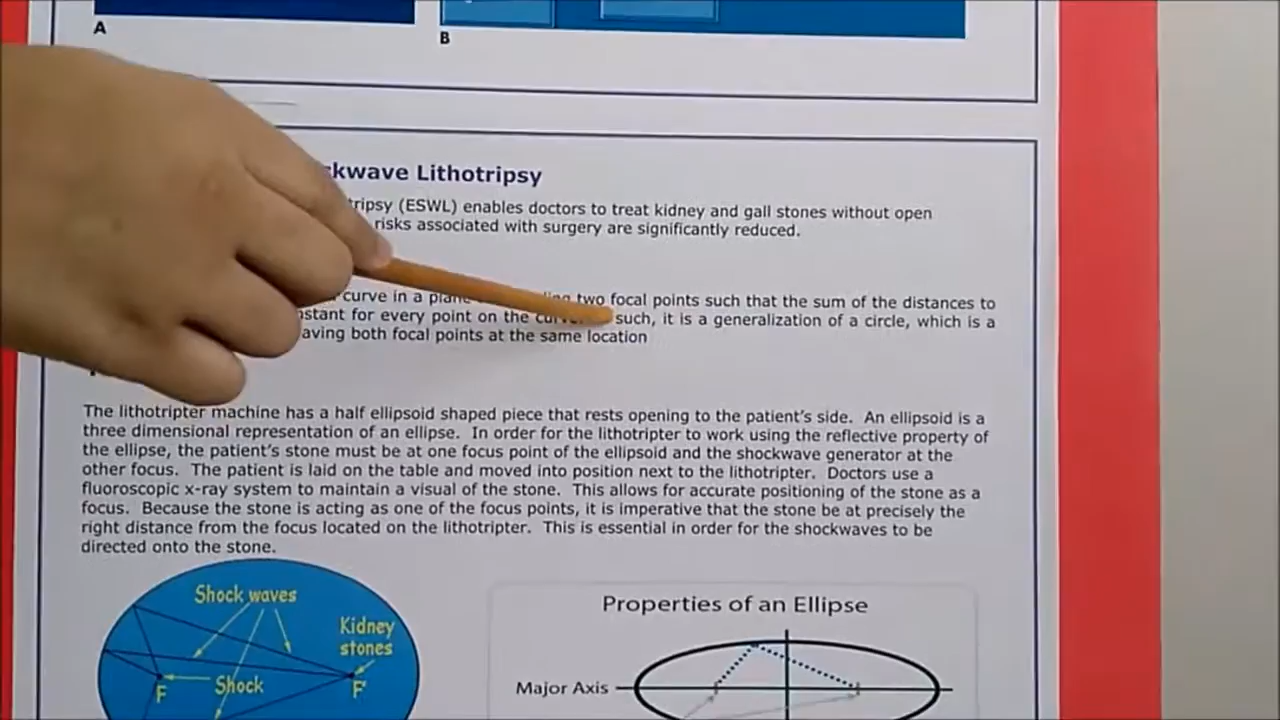 A
B
kwave Lithotripsy
tripsy (ESWL) enables doctors to treat kidney and gall stones without open
risks associated with surgery are significantly reduced.
curve in a plane two focal points such that the sum of the distances to
nstant for every point on the such, it is a generalization of a circle, which is a
aving both focal points at the same location
The lithotripter machine has a half ellipsoid shaped piece that rests opening to the patient's side. An ellipsoid is a
three dimensional representation of an ellipse. In order for the lithotripter to work using the reflective property of
the ellipse, the patient's stone must be at one focus point of the ellipsoid and the shockwave generator at the
other focus. The patient is laid on the table and moved into position next to the lithotripter. Doctors use a
fluoroscopic x-ray system to maintain a visual of the stone. This allows for accurate positioning of the stone as a
focus. Because the stone is acting as one of the focus points, it is imperative that the stone be at precisely the
right distance from the focus located on the lithotripter. This is essential in order for the shockwaves to be
directed onto the stone.
Shock waves
Kidney
stones
F
Shock
F'
Properties of an Ellipse
Major Axis